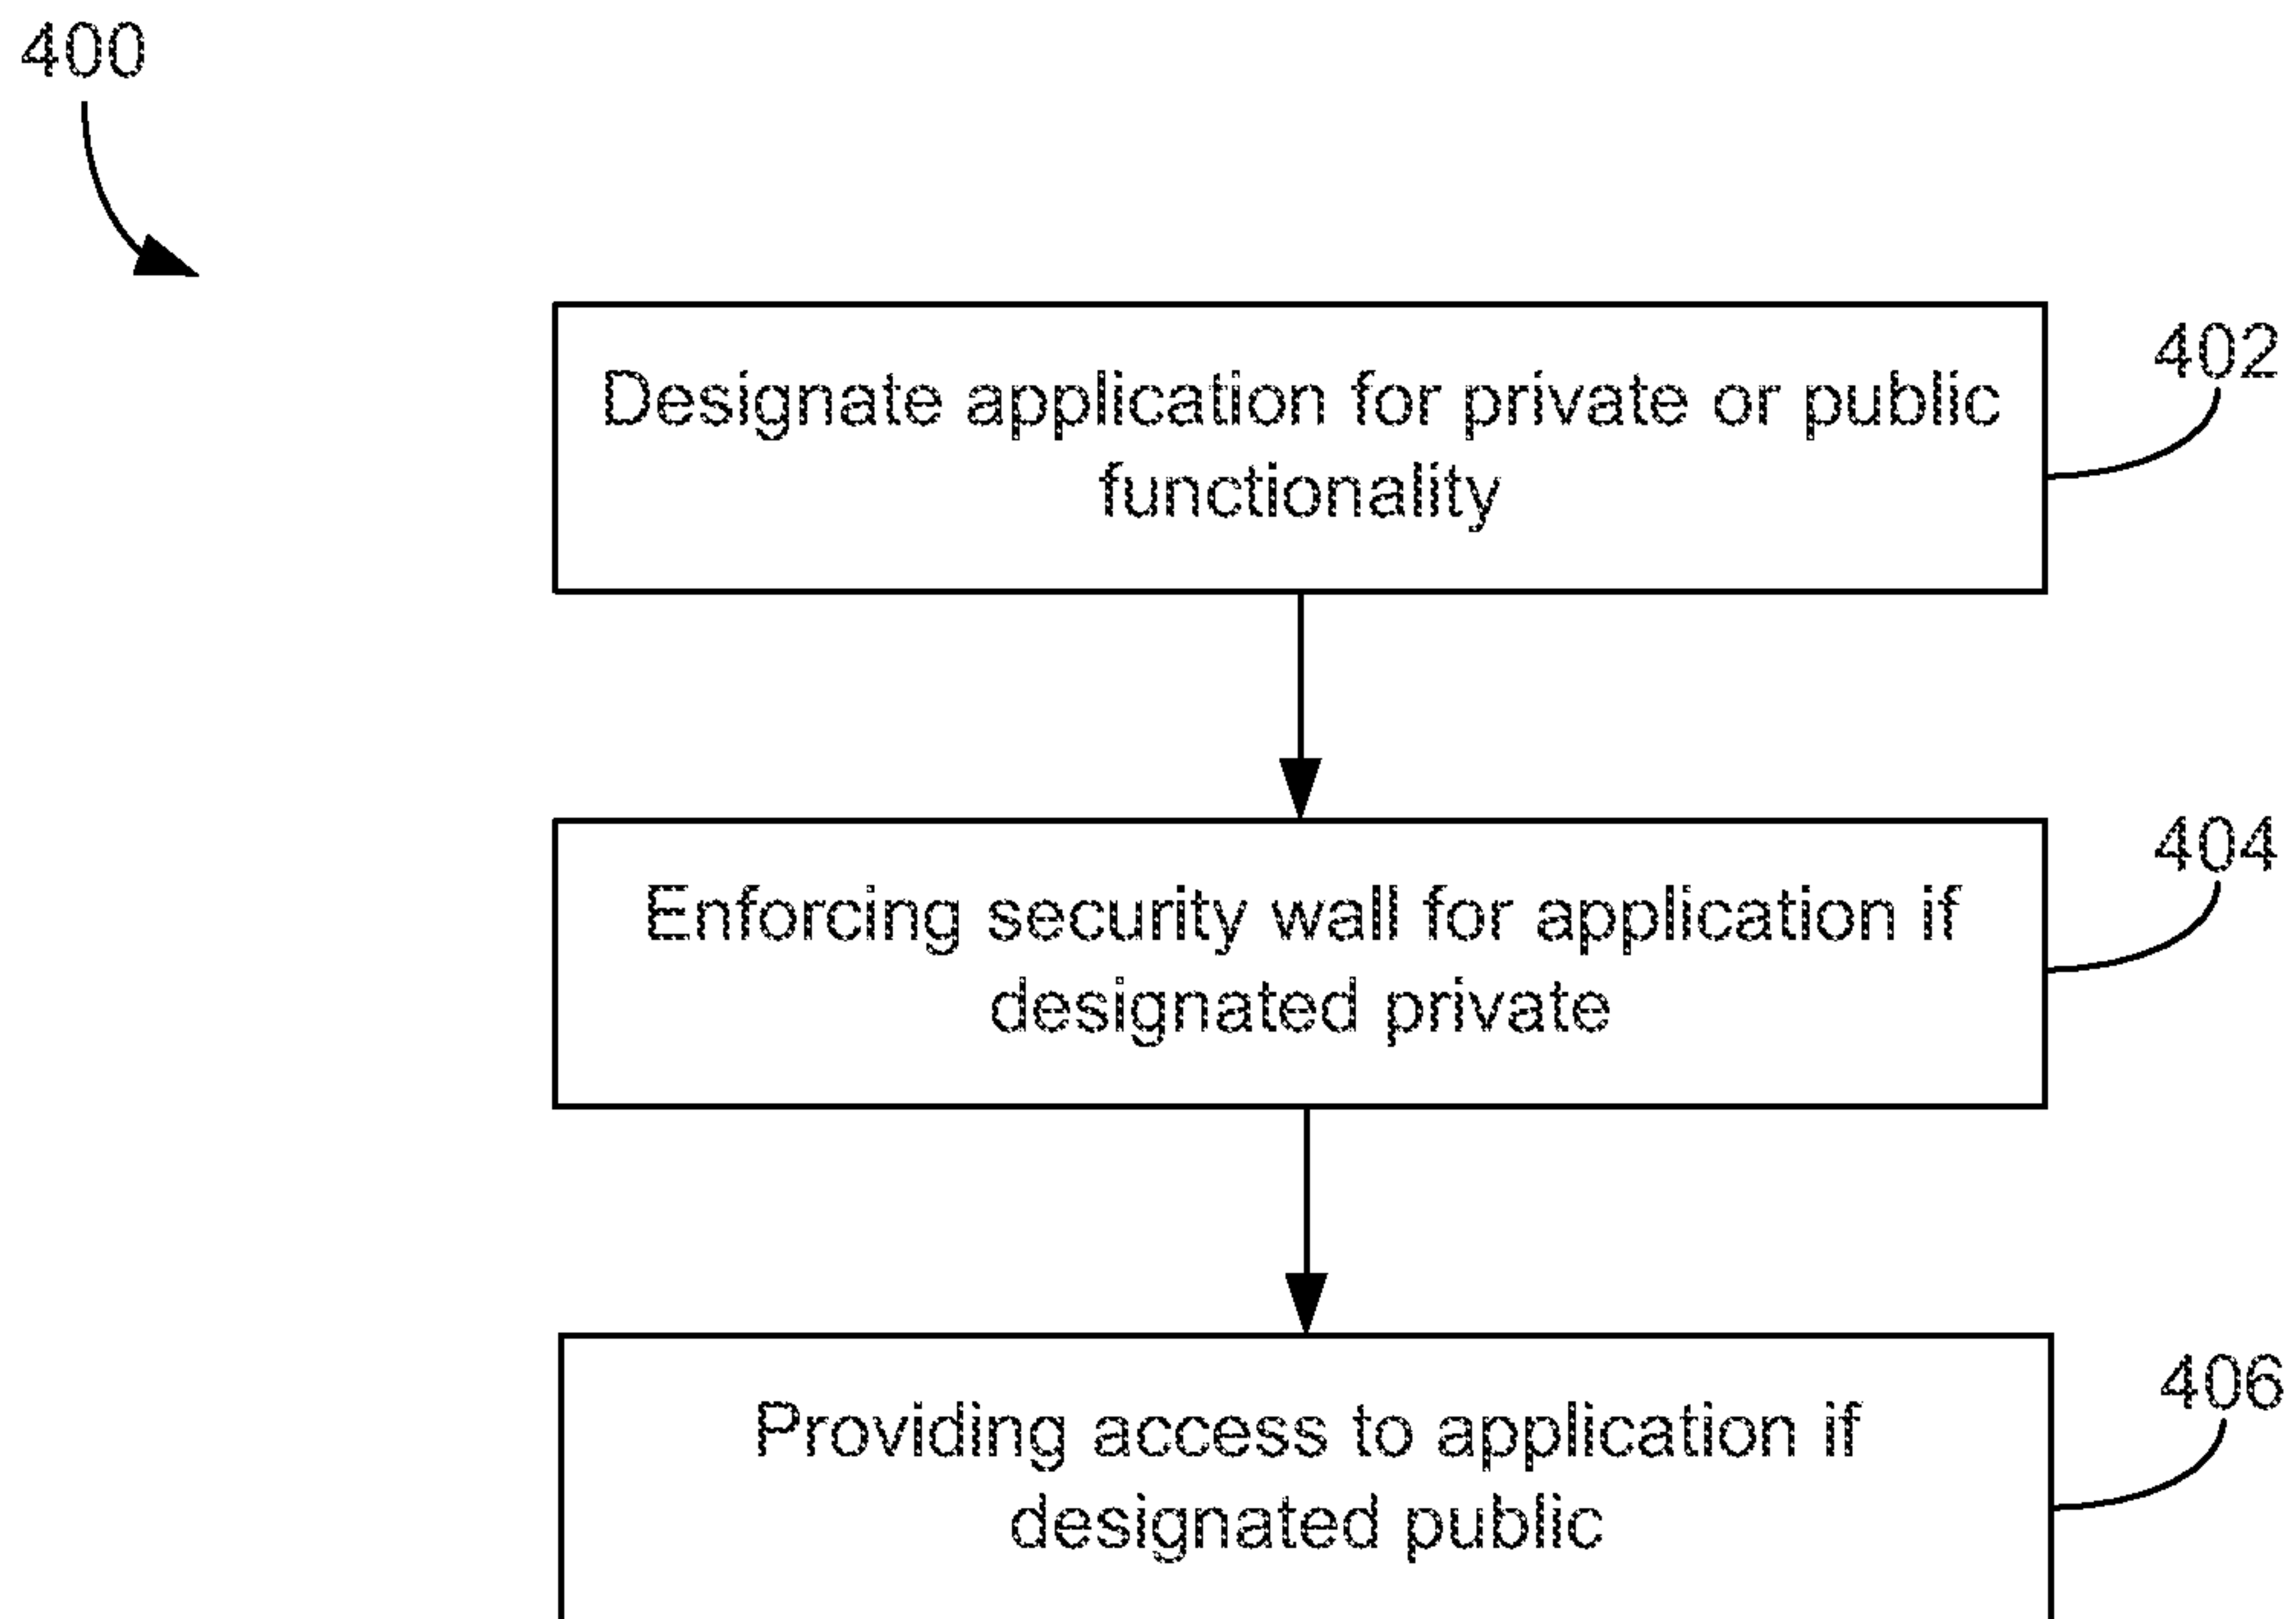 400
Designate application for private or public
functionality
402
Enforcing security wall for application if
designated private
404
Providing access to application if
designated public
406